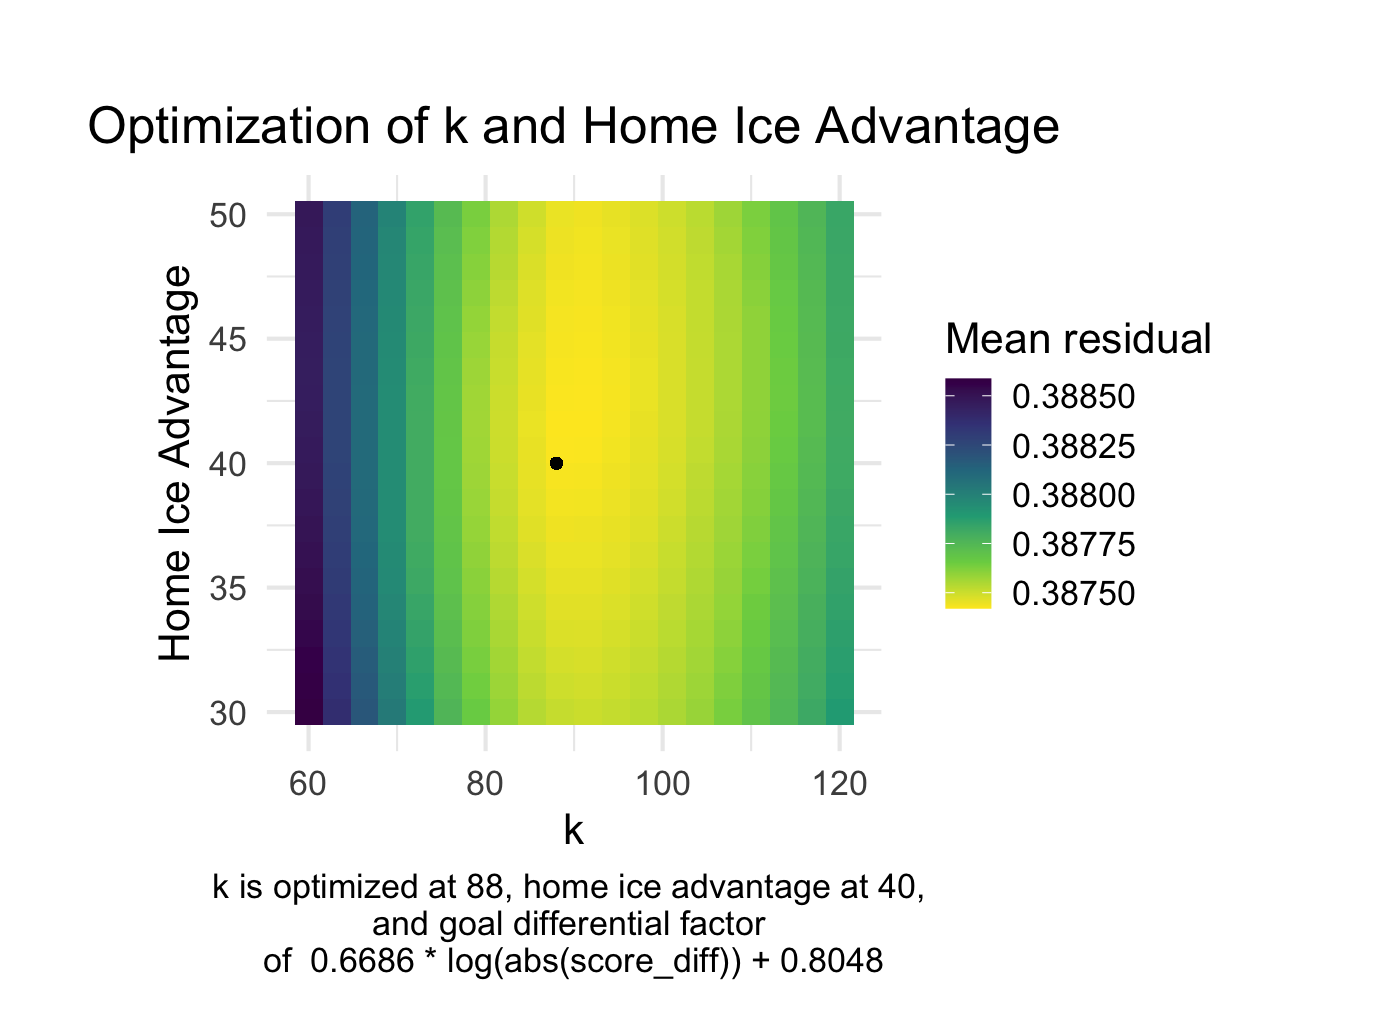 Optimization of k and Home Ice Advantage
Home Ice Advantage
50
45
40
35
30
60 80 100 120
k
Mean residual
0.38850
0.38825
0.38800
0.38775
0.38750
k is optimized at 88, home ice advantage at 40,
and goal differential factor
of  0.6686 * log(abs(score_diff)) + 0.8048